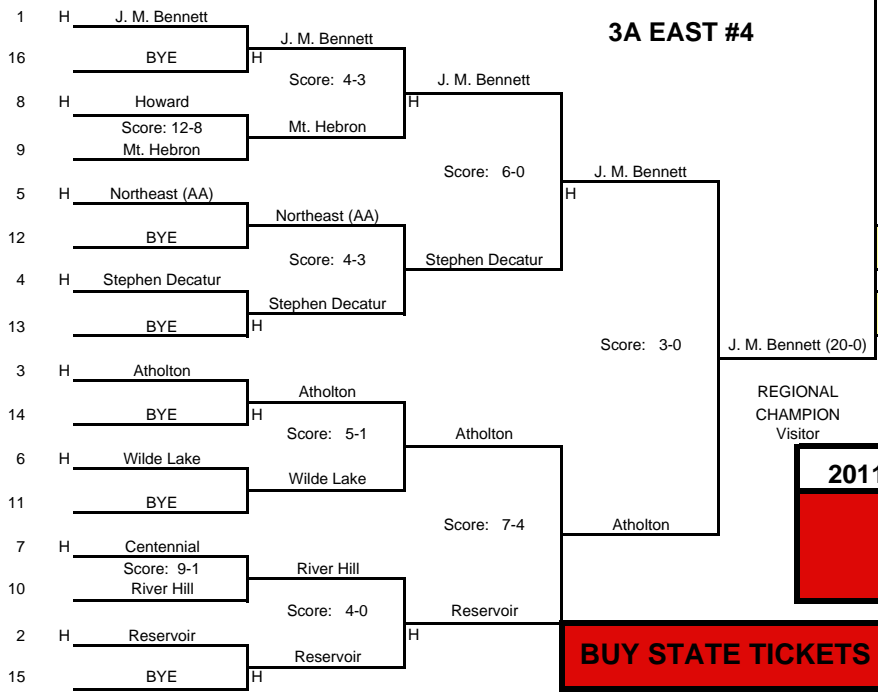 3A EAST #4
1 H J. M. Bennett
J. M. Bennett
16 BYE H
Score: 4-3
J. M. Bennett
8 H Howard H
Score: 12-8
Mt. Hebron
9 Mt. Hebron
Score: 6-0
J. M. Bennett
5 H Northeast (AA) H
Northeast (AA)
12 BYE
Score: 4-3
Stephen Decatur
4 H Stephen Decatur
Stephen Decatur
13 BYE H
Score: 3-0
J. M. Bennett (20-0)
3 H Atholton
Atholton
REGIONAL
CHAMPION
Visitor
14 BYE H
Score: 5-1
Atholton
6 H Wilde Lake
Wilde Lake
2011
11 BYE
Score: 7-4
Atholton
7 H Centennial
Score: 9-1
River Hill
10 River Hill
Score: 4-0
Reservoir
2 H Reservoir H
Reservoir
15 BYE H
BUY STATE TICKETS